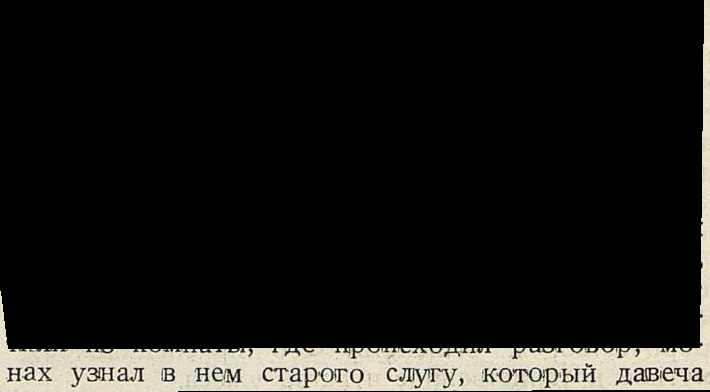 из комнаты, где происходил разговор, мо-
нах узнал в нем старого слугу, который давеча